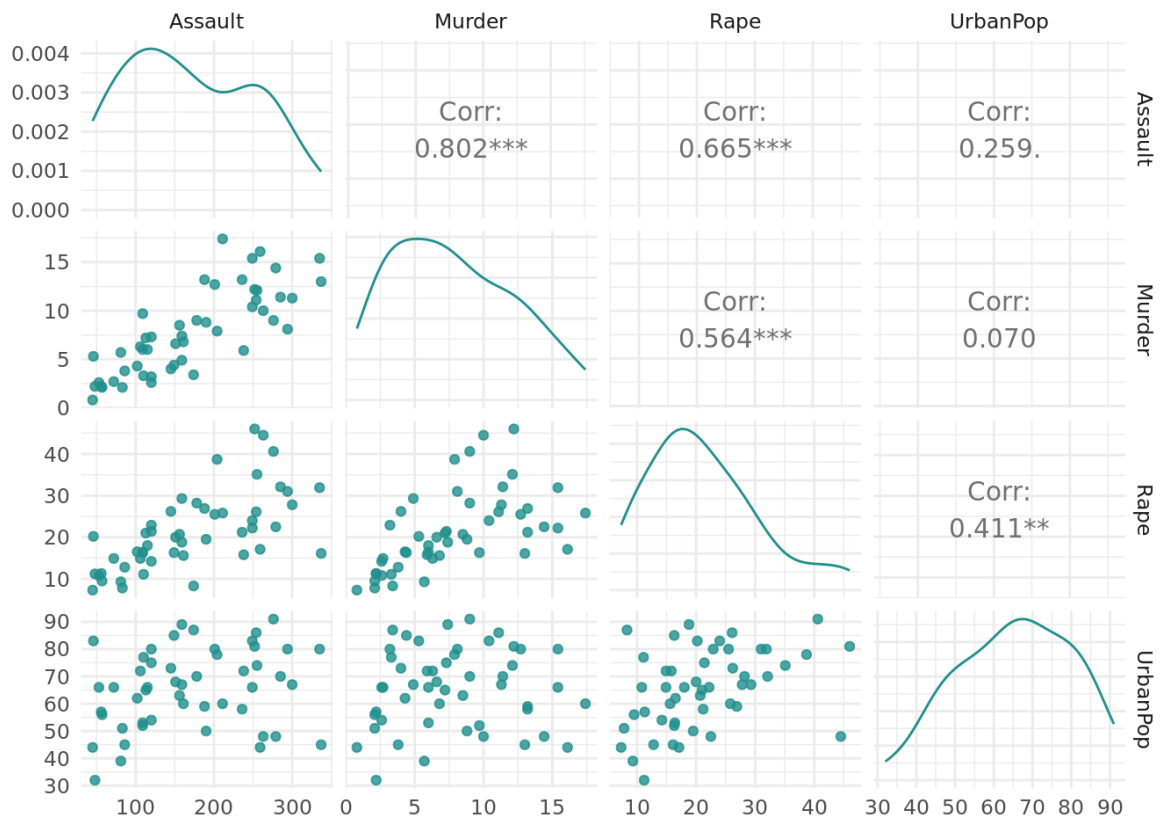 Assault Murder Rape UrbanPop
0.004
0.003
0.002
0.001
0.000
Corr:
0.802***
Corr:
0.665***
Corr:
0.259.
Assault
15
10
5
0
Corr:
0.564***
Corr:
0.070
Murder
40
30
20
10
Corr:
0.411**
Rape
90
80
70
60
50
40
30
UrbanPop
100 200 300 0 5 10 15 10 20 30 40 30 40 50 60 70 80 90